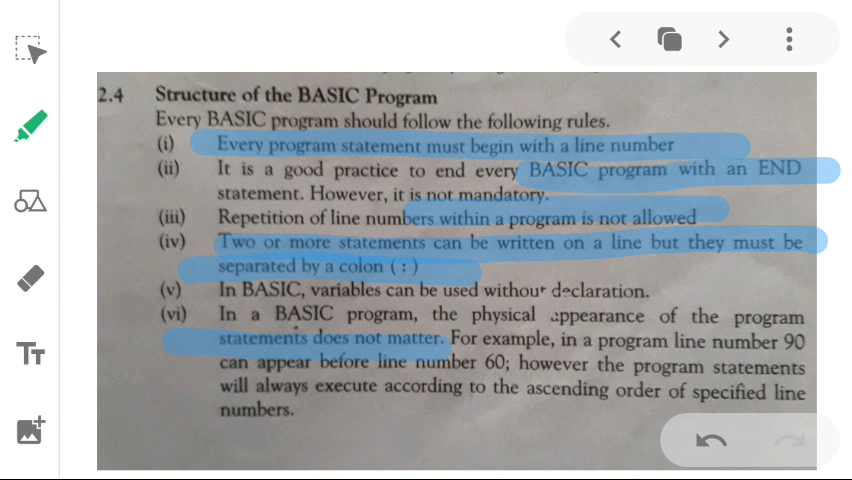 2.4 Structure of the BASIC Program
Every BASIC program should follow the following rules.
(i) Every program statement must begin with a line number
(ii) It is a good practice to end every BASIC program with an END
statement. However, it is not mandatory.
(iii) Repetition of line numbers within a program is not allowed
(iv) Two or more statements can be written on a line but they must be
separated by a colon ( : )
(v) In BASIC, variables can be used without declaration.
(vi) In a BASIC program, the physical appearance of the program
statements does not matter. For example, in a program line number 90
can appear before line number 60; however the program statements
will always execute according to the ascending order of specified line
numbers.
TT